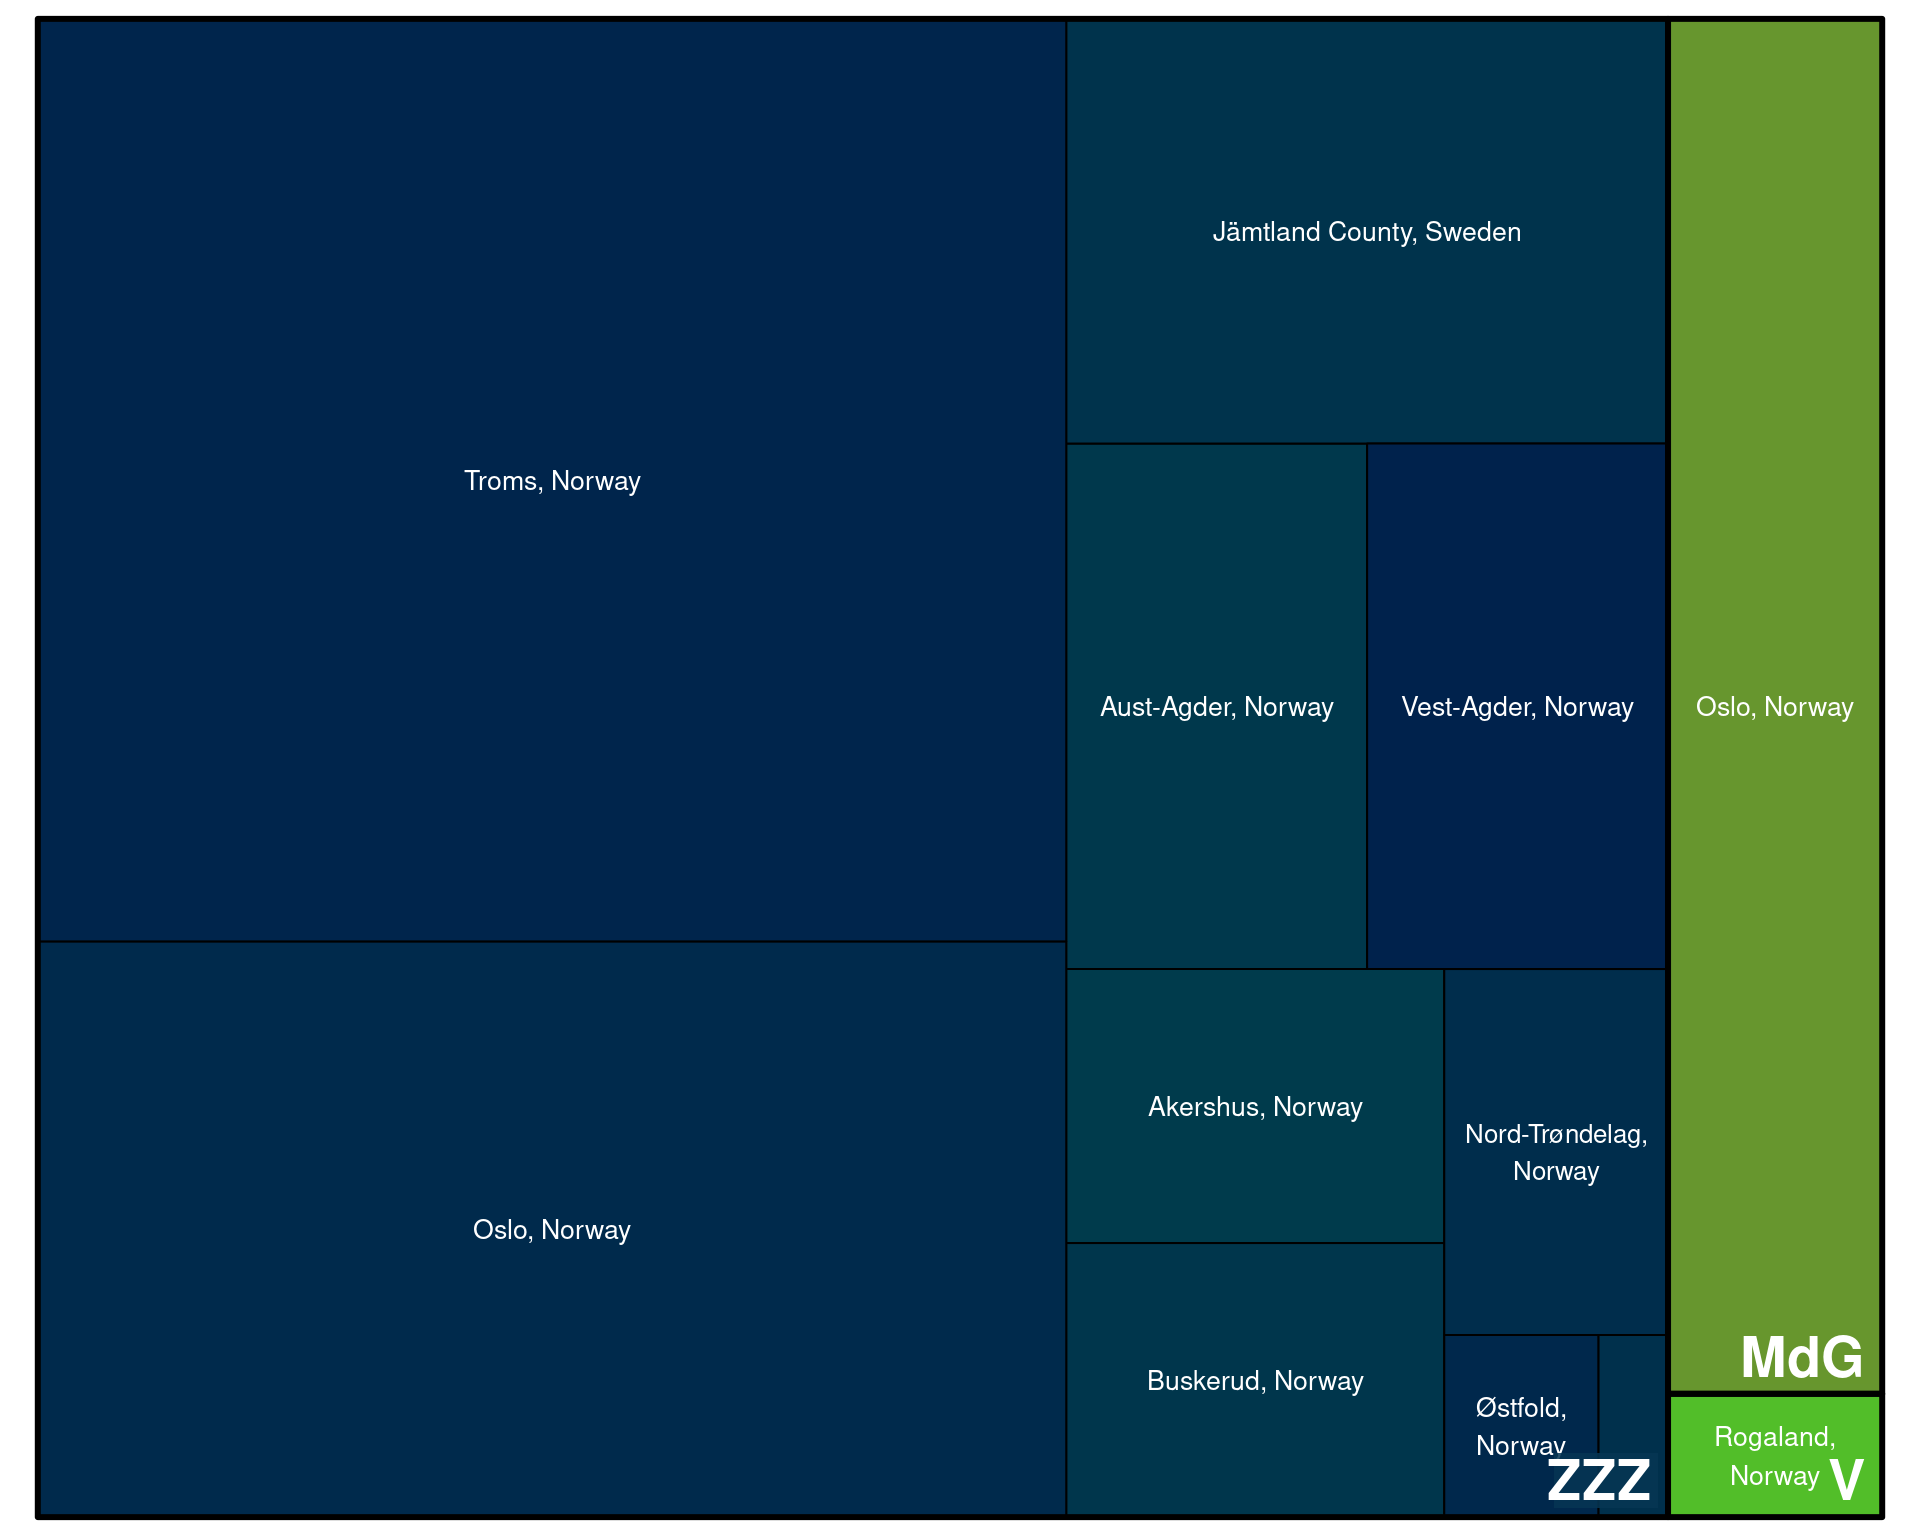 Jämtland County, Sweden
Troms, Norway
Aust-Agder, Norway
Vest-Agder, Norway
Oslo, Norway
Akershus, Norway
Nord-Trøndelag,
Norway
Oslo, Norway
Buskerud, Norway
Østfold,
Norway
ZZZ
MdG
Rogaland,
Norway
V